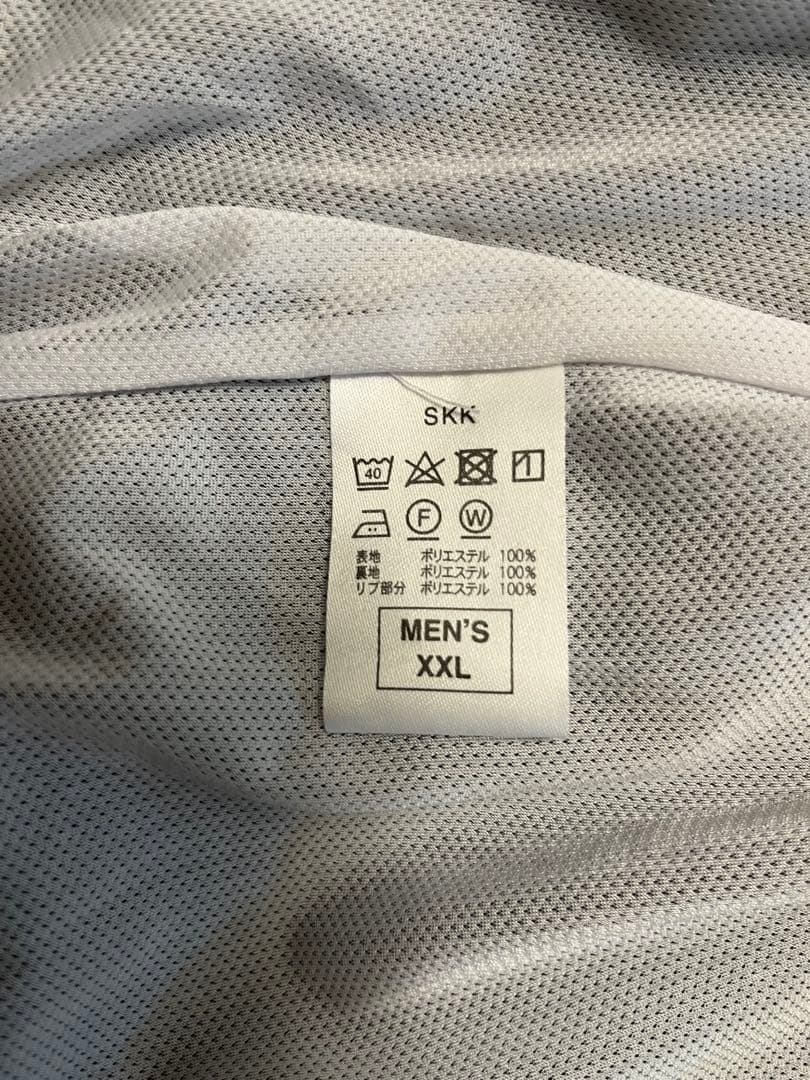 SKK
40
F W
表地 ポリエステル 100%
裏地 ポリエステル 100%
リブ部分 ポリエステル 100%
MEN'S
XXL